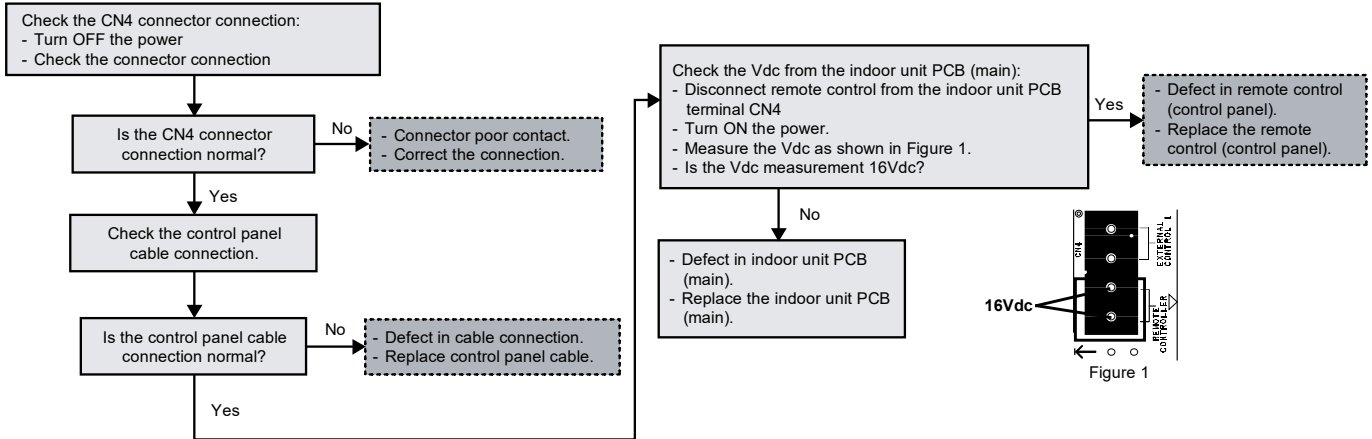 Check the CN4 connector connection:
- Turn OFF the power
- Check the connector connection
Is the CN4 connector
connection normal?
No
- Connector poor contact.
- Correct the connection.
Yes
Check the control panel
cable connection.
Is the control panel cable
connection normal?
No
- Defect in cable connection.
- Replace control panel cable.
Yes
Check the Vdc from the indoor unit PCB (main):
- Disconnect remote control from the indoor unit PCB
terminal CN4
- Turn ON the power.
- Measure the Vdc as shown in Figure 1.
- Is the Vdc measurement 16Vdc?
Yes
- Defect in remote control
(control panel).
- Replace the remote
control (control panel).
No
- Defect in indoor unit PCB
(main).
- Replace the indoor unit PCB
(main).
CN4
EXTERNAL
CONTROL
16Vdc
REMOTE
CONTROLLER
Figure 1